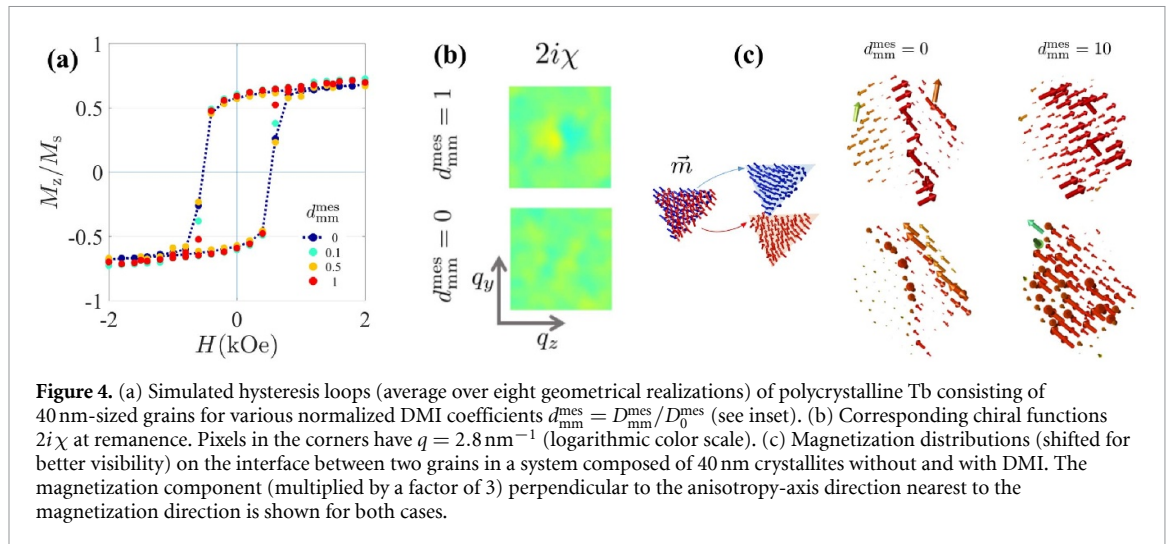 (a)
1
0.5
0
-0.5
-1
M_z/M_s
-2
0
2
H(kOe)
d_mm^mes
0
0.1
0.5
1
(b)
2iχ
d_mm^mes = 1
d_mm^mes = 0
q_y
q_z
(c)
d_mm^mes = 0
d_mm^mes = 10
m⃗
Figure 4. (a) Simulated hysteresis loops (average over eight geometrical realizations) of polycrystalline Tb consisting of
40 nm-sized grains for various normalized DMI coefficients d_mm^mes = D_mm^mes/D_0^mes (see inset). (b) Corresponding chiral functions
2iχ at remanence. Pixels in the corners have q = 2.8 nm⁻¹ (logarithmic color scale). (c) Magnetization distributions (shifted for
better visibility) on the interface between two grains in a system composed of 40 nm crystallites without and with DMI. The
magnetization component (multiplied by a factor of 3) perpendicular to the anisotropy-axis direction nearest to the
magnetization direction is shown for both cases.